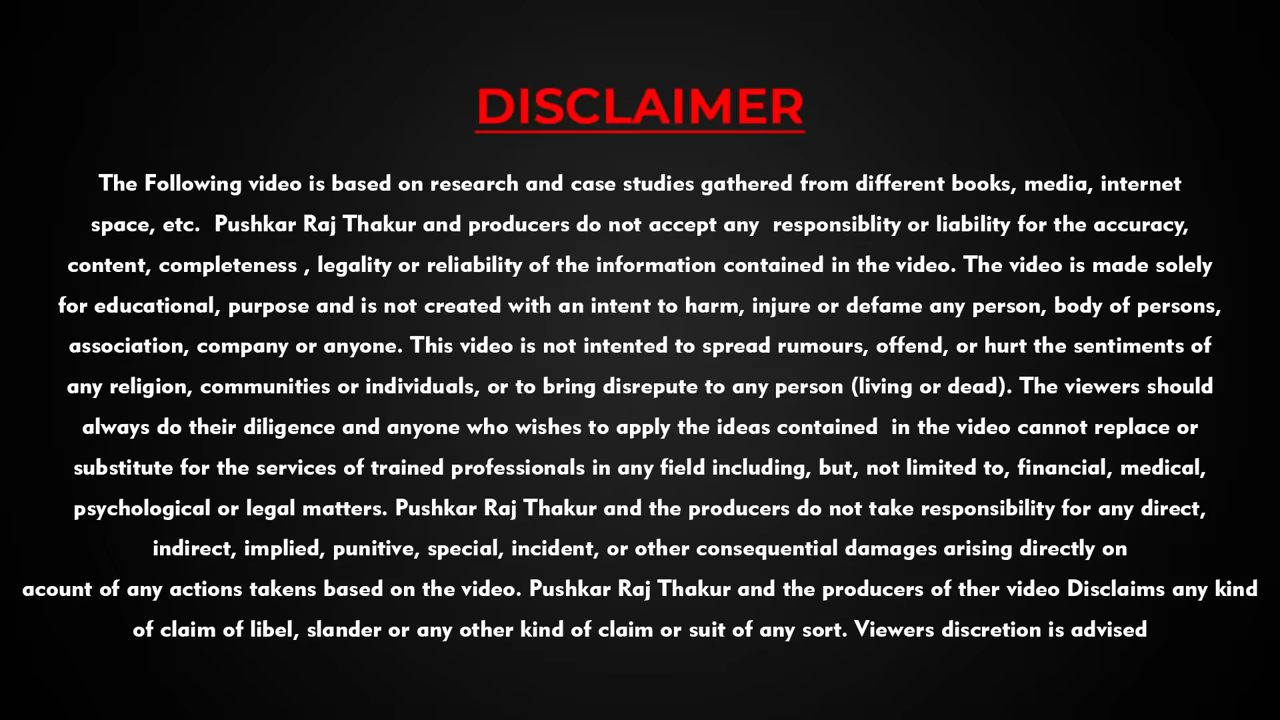 DISCLAIMER
The Following video is based on research and case studies gathered from different books, media, internet
space, etc.  Pushkar Raj Thakur and producers do not accept any  responsiblity or liability for the accuracy,
content, completeness , legality or reliability of the information contained in the video. The video is made solely
for educational, purpose and is not created with an intent to harm, injure or defame any person, body of persons,
association, company or anyone. This video is not intented to spread rumours, offend, or hurt the sentiments of
any religion, communities or individuals, or to bring disrepute to any person (living or dead). The viewers should
always do their diligence and anyone who wishes to apply the ideas contained  in the video cannot replace or
substitute for the services of trained professionals in any field including, but, not limited to, financial, medical,
psychological or legal matters. Pushkar Raj Thakur and the producers do not take responsibility for any direct,
indirect, implied, punitive, special, incident, or other consequential damages arising directly on
acount of any actions takens based on the video. Pushkar Raj Thakur and the producers of ther video Disclaims any kind
of claim of libel, slander or any other kind of claim or suit of any sort. Viewers discretion is advised